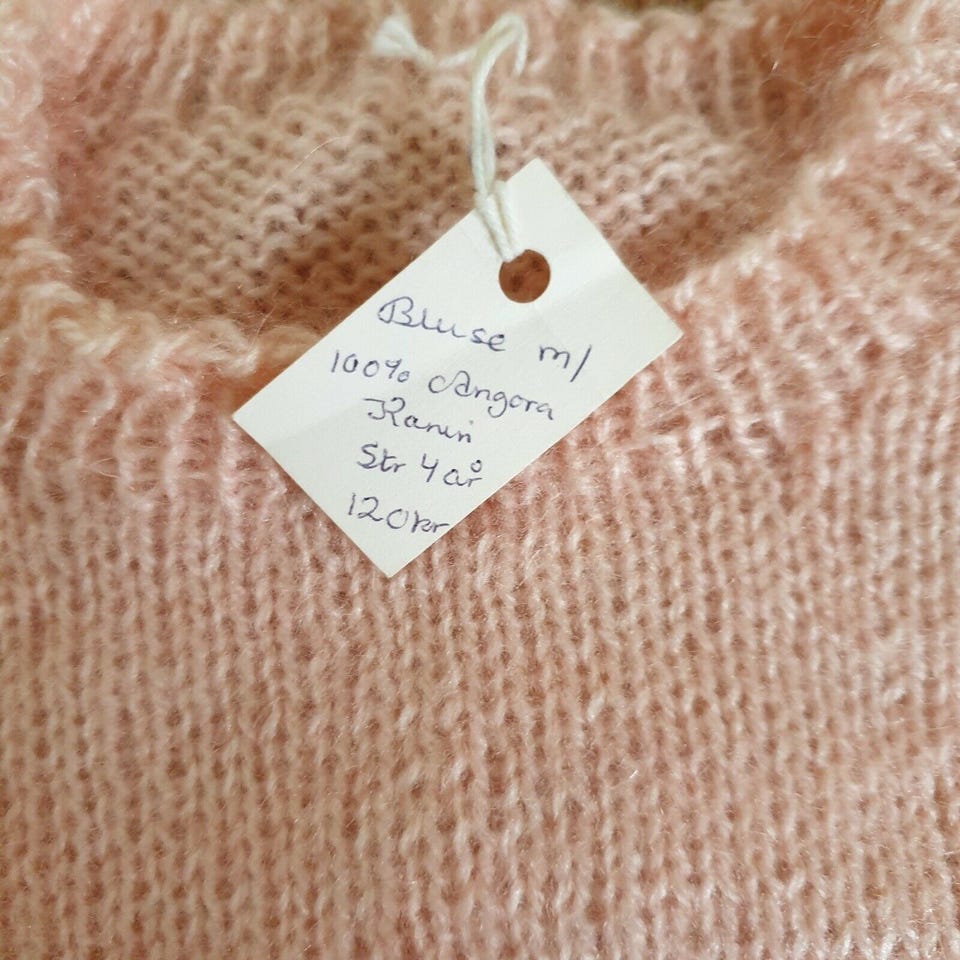 Bluse m/
100% Angora
Kanin
Str 4 år
120kr